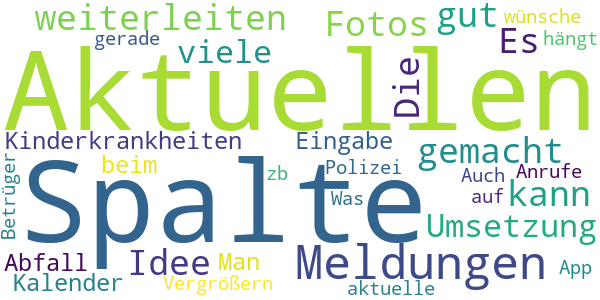 weiterleiten Fotos gut wünsche
gerade viele Es hängt
Aktuellen
Die
Kinderkrankheiten Eingabe gemacht
Betrüger beim zb Polizei Auch Anrufe
Spalte Was auf kann
Umsetzung
Abfall Idee Man Meldungen App
Kalender Vergrößern aktuelle